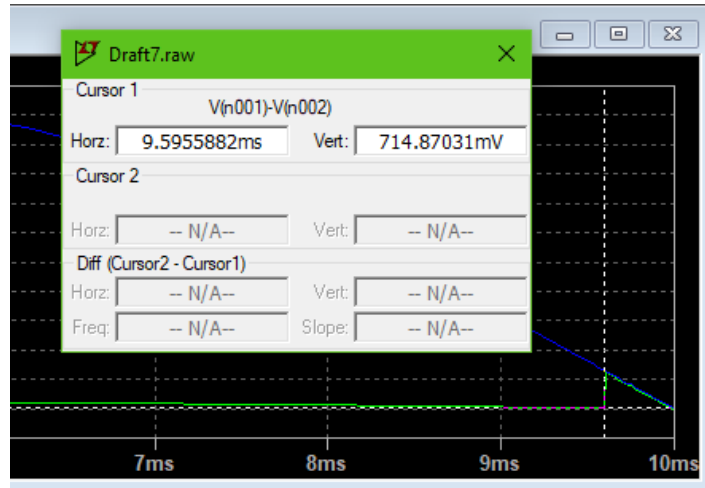 Draft7.raw
Cursor 1
V(n001)-V(n002)
Horz: 9.5955882ms Vert: 714.87031mV
Cursor 2
Horz: -- N/A-- Vert: -- N/A--
Diff (Cursor2 - Cursor1)
Horz: -- N/A-- Vert: -- N/A--
Freq: -- N/A-- Slope: -- N/A--
7ms 8ms 9ms 10ms